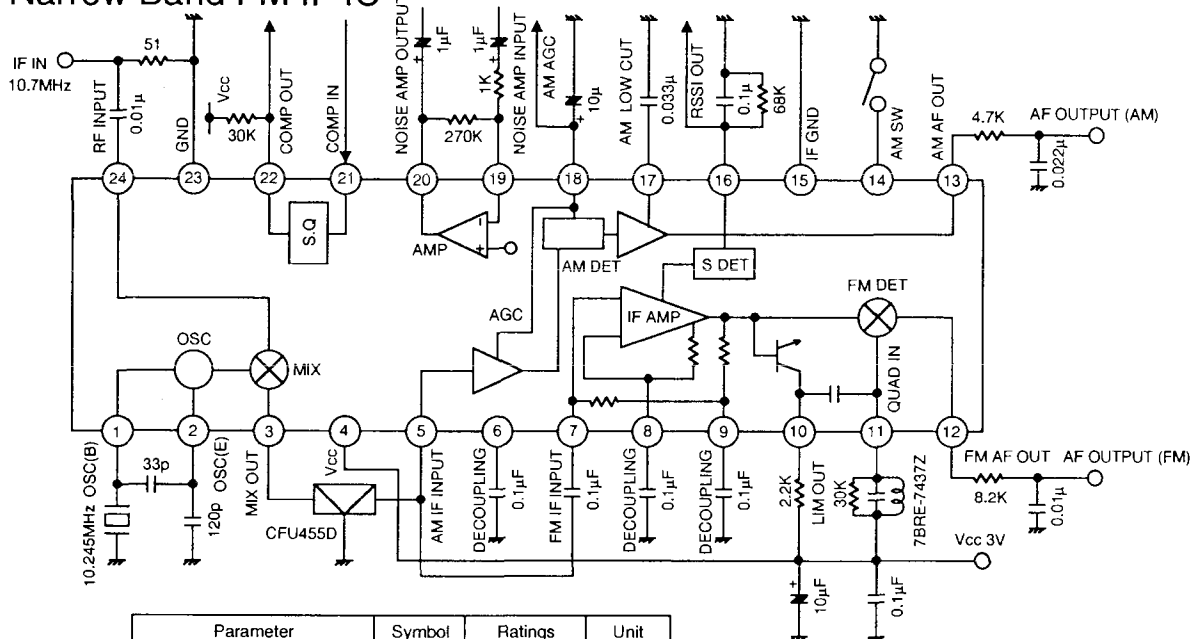 Narrow Band FM IF IC
IF IN
10.7MHz
51
RF INPUT
0.01μ
GND
Vcc
30K
COMP OUT
COMP IN
NOISE AMP OUTPUT
+
1μF
270K
1K
+
1μF
NOISE AMP INPUT
AM AGC
+
10μ
AM LOW CUT
0.033μ
RSSI OUT
0.1μ
68K
IF GND
AM SW
AM AF OUT
4.7K
AF OUTPUT (AM)
0.022μ
24
23
22
21
20
19
18
17
16
15
14
13
S.Q
AMP
-
+
AM DET
S DET
AGC
IF AMP
FM DET
OSC
MIX
QUAD IN
1
2
3
4
5
6
7
8
9
10
11
12
10.245MHz
OSC(B)
33p
120p
OSC(E)
MIX OUT
Vcc
CFU455D
AM IF INPUT
DECOUPLING
0.1μF
FM IF INPUT
0.1μF
DECOUPLING
0.1μF
DECOUPLING
0.1μF
2.2K
LIM OUT
30K
7BRE-7437Z
FM AF OUT
AF OUTPUT (FM)
8.2K
0.01μ
Vcc 3V
+
10μF
0.1μF
Parameter Symbol Ratings Unit